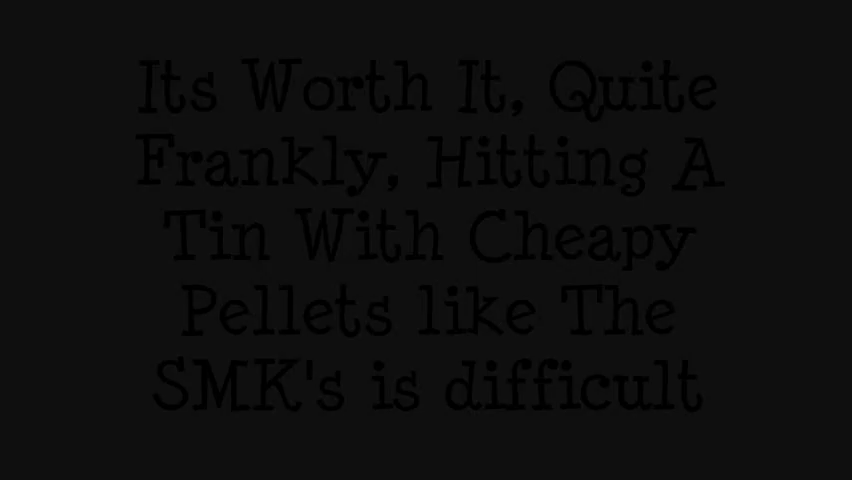 Its Worth It, Quite
Frankly, Hitting A
Tin With Cheapy
Pellets like The
SMK's is difficult